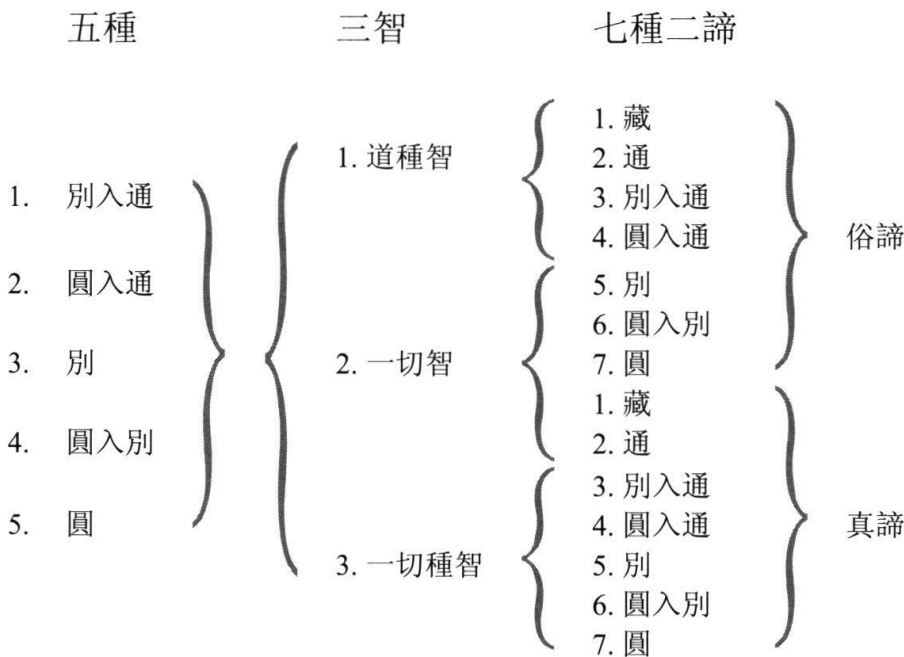 五種 三智 七種二諦
1. 別入通
2. 圓入通
3. 別
4. 圓入別
5. 圓
1. 道種智
2. 一切智
3. 一切種智
1. 藏
2. 通
3. 別入通
4. 圓入通
5. 別
6. 圓入別
7. 圓
1. 藏
2. 通
3. 別入通
4. 圓入通
5. 別
6. 圓入別
7. 圓
俗諦
真諦